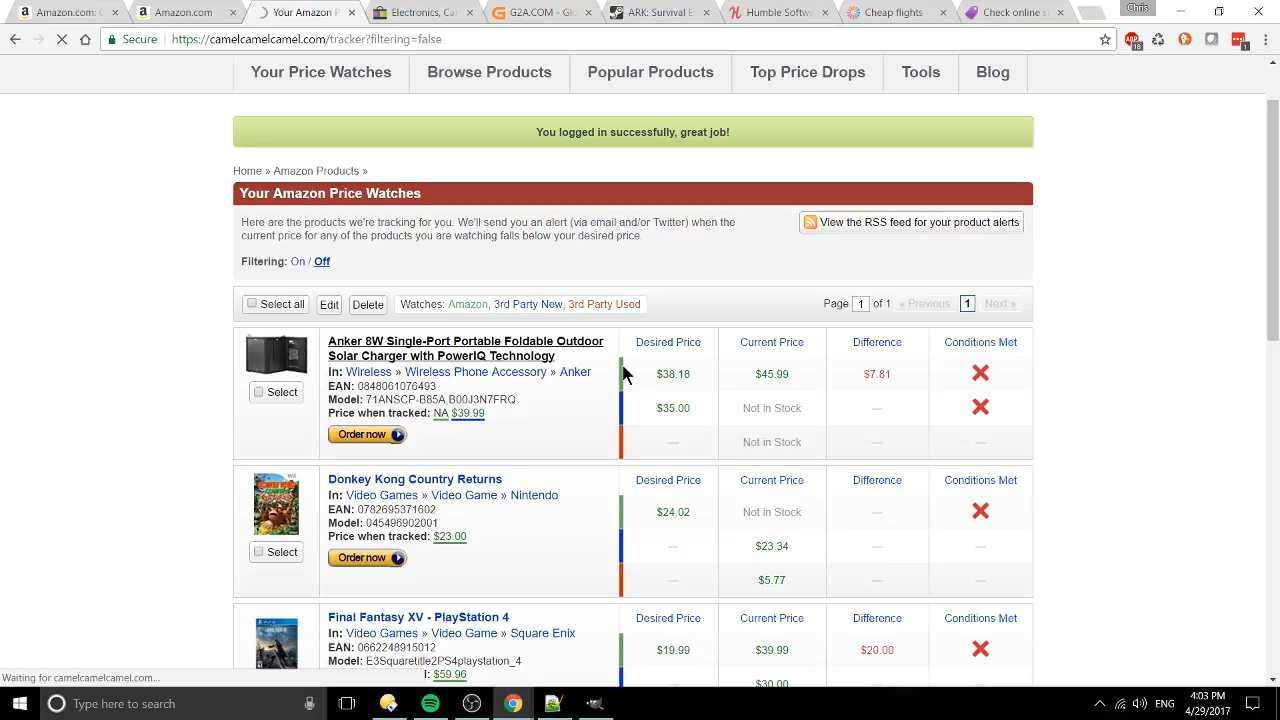 Amazon.com: C
Amazon.com
Your Amazon P
Electronics, Ca
G2A.COM - Gl
ARK: Survival E
Humble Softw
Cheap flights
Check online s
Chris
Secure
https://camelcamelcamel.com/tracker?filtering=false
18
1
Your Price Watches
Browse Products
Popular Products
Top Price Drops
Tools
Blog
You logged in successfully, great job!
Home » Amazon Products »
Your Amazon Price Watches
Here are the products we're tracking for you. We'll send you an alert (via email and/or Twitter) when the
current price for any of the products you are watching falls below your desired price.
View the RSS feed for your product alerts
Filtering: On / Off
Select all
Edit
Delete
Watches: Amazon, 3rd Party New, 3rd Party Used
Page 1 of 1 « Previous 1 Next »
Anker 8W Single-Port Portable Foldable Outdoor
Solar Charger with PowerIQ Technology
In: Wireless » Wireless Phone Accessory » Anker
EAN: 0848061076493
Model: 71ANSCP-B85A,B00J3N7FRQ
Price when tracked: NA $39.99
Order now
Select
Desired Price Current Price Difference Conditions Met
$38.18 $45.99 $7.81
$35.00 Not in Stock —
— Not in Stock — —
Donkey Kong Country Returns
In: Video Games » Video Game » Nintendo
EAN: 0782695371602
Model: 045496902001
Price when tracked: $23.00
Order now
Select
Desired Price Current Price Difference Conditions Met
$24.02 Not in Stock —
— $23.34 — —
— $5.77 — —
Final Fantasy XV - PlayStation 4
In: Video Games » Video Game » Square Enix
EAN: 0662248915012
Model: E3Squaretitle2PS4playstation_4
: $59.96
Desired Price Current Price Difference Conditions Met
$19.99 $39.99 $20.00
$30.00
Waiting for camelcamelcamel.com...
Type here to search
ENG
4:03 PM
4/29/2017